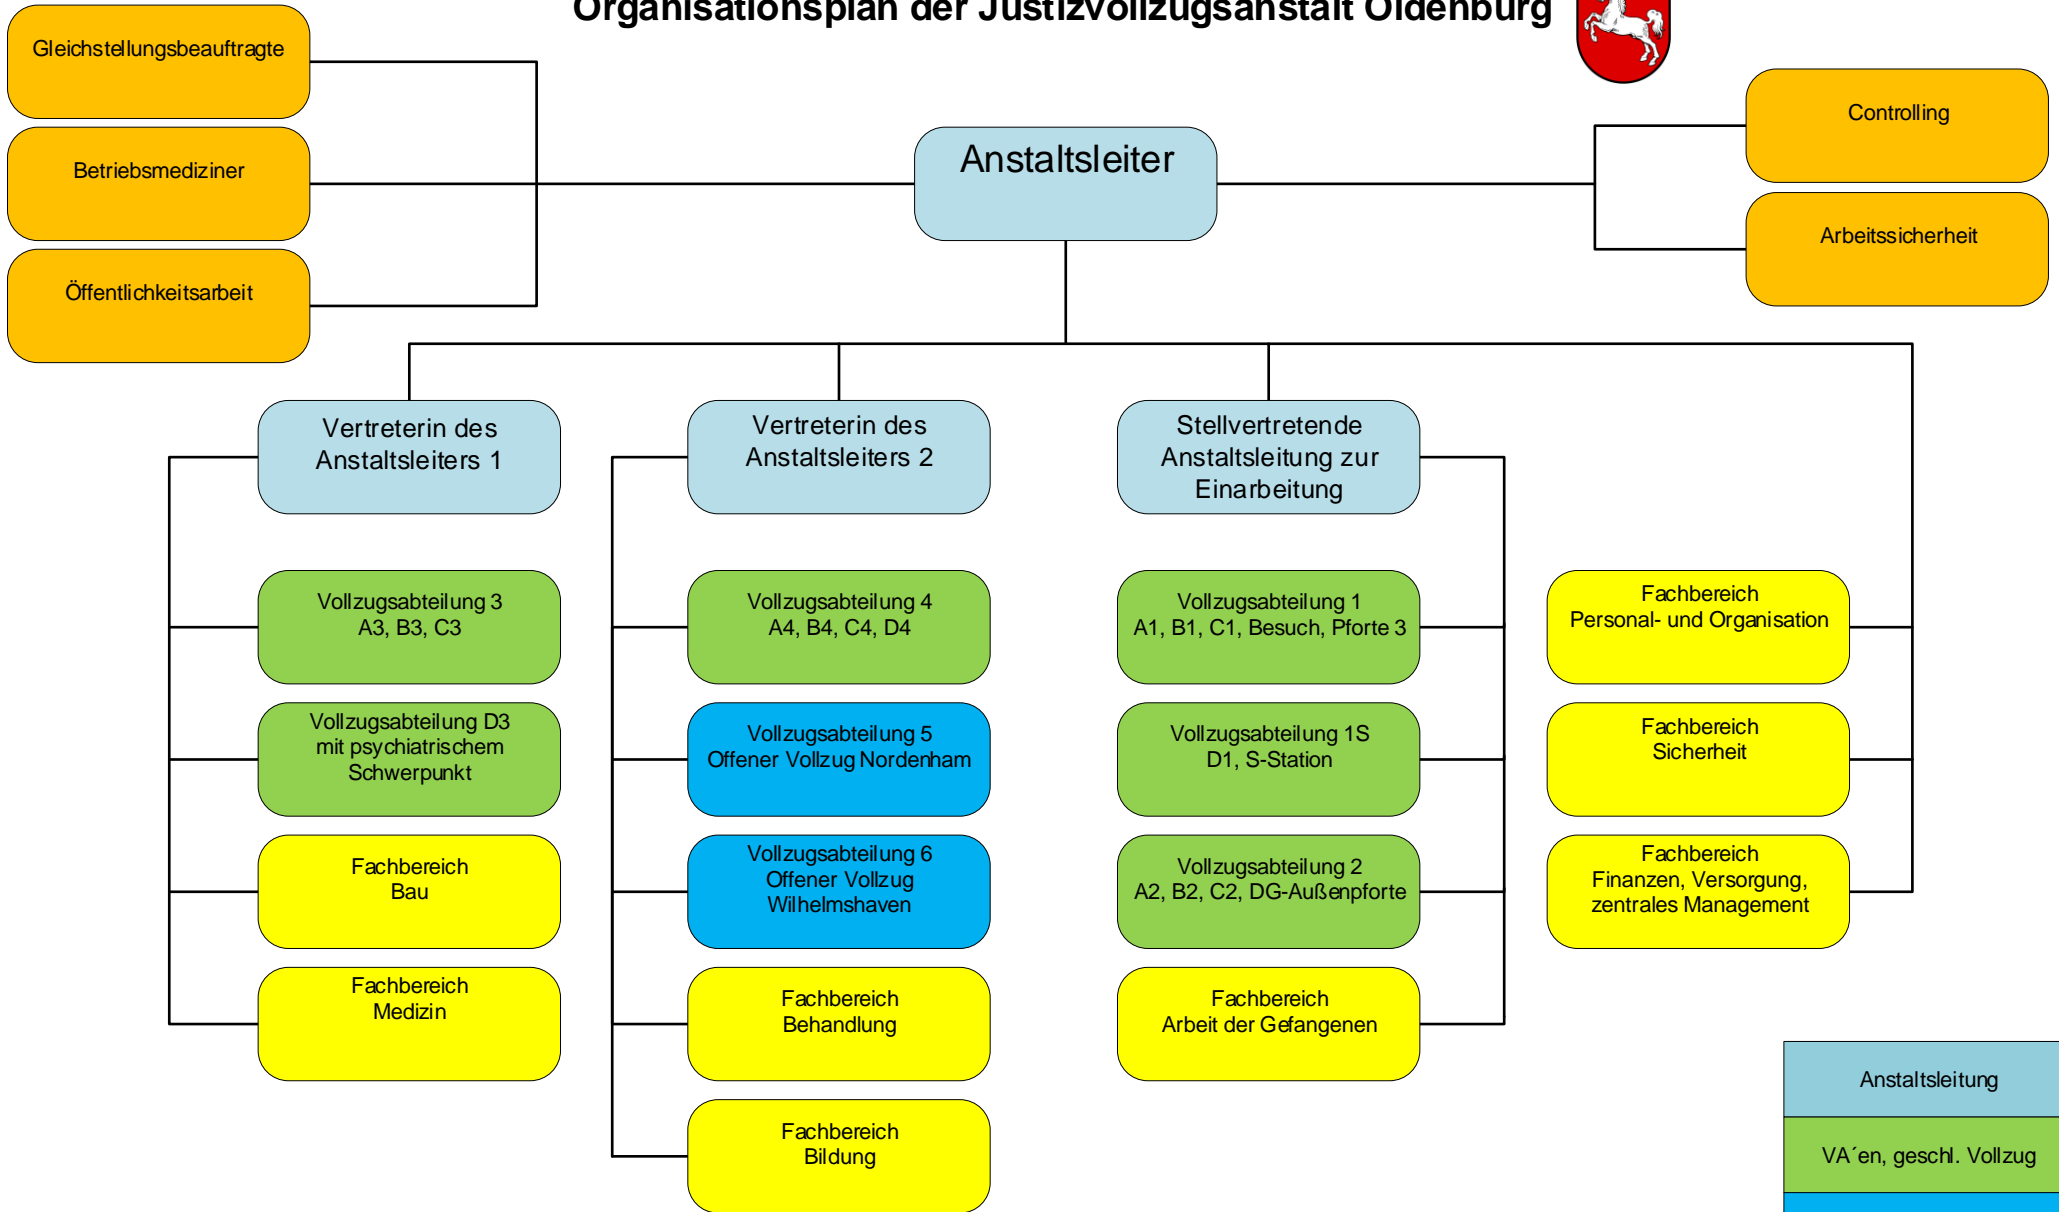 Organisationsplan der Justizvollzugsanstalt Oldenburg
Gleichstellungsbeauftragte
Betriebsmediziner
Öffentlichkeitsarbeit
Anstaltsleiter
Controlling
Arbeitssicherheit
Vertreterin des
Anstaltsleiters 1
Vertreterin des
Anstaltsleiters 2
Stellvertretende
Anstaltsleitung zur
Einarbeitung
Vollzugsabteilung 3
A3, B3, C3
Vollzugsabteilung D3
mit psychiatrischem
Schwerpunkt
Fachbereich
Bau
Fachbereich
Medizin
Vollzugsabteilung 4
A4, B4, C4, D4
Vollzugsabteilung 5
Offener Vollzug Nordenham
Vollzugsabteilung 6
Offener Vollzug
Wilhelmshaven
Fachbereich
Behandlung
Fachbereich
Bildung
Vollzugsabteilung 1
A1, B1, C1, Besuch, Pforte 3
Vollzugsabteilung 1S
D1, S-Station
Vollzugsabteilung 2
A2, B2, C2, DG-Außenpforte
Fachbereich
Arbeit der Gefangenen
Fachbereich
Personal- und Organisation
Fachbereich
Sicherheit
Fachbereich
Finanzen, Versorgung,
zentrales Management
Anstaltsleitung
VA´en, geschl. Vollzug